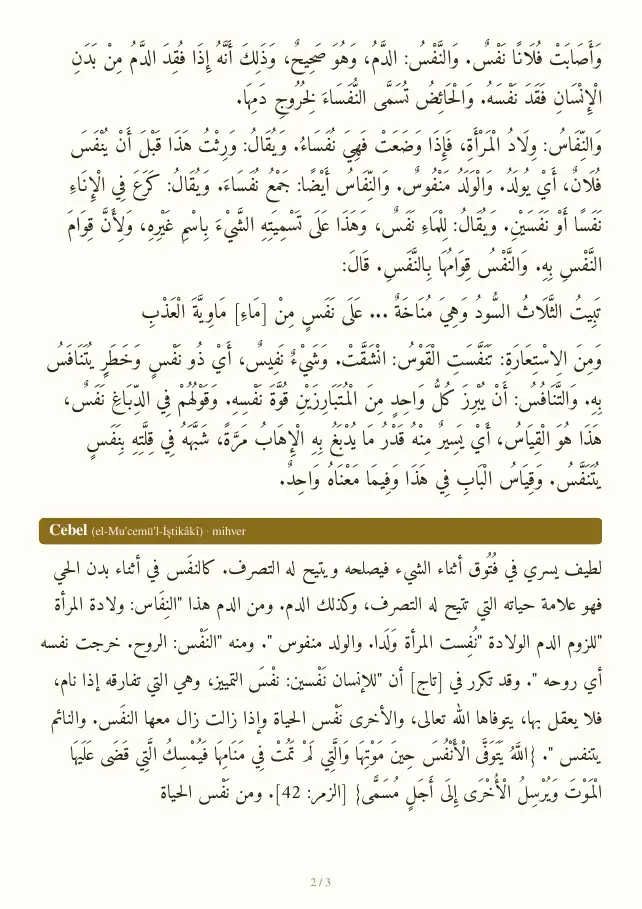 وَأَصَابَتْ فُلَانًا نَفْسٌ. وَالنَّفْسُ: الدَّمُ، وَهُوَ صَحِيحٌ، وَذَلِكَ أَنَّهُ إِذَا فُقِدَ الدَّمُ مِنْ بَدَنِ
الْإِنْسَانِ فَقَدَ نَفْسَهُ. وَالْحَائِضُ تُسَمَّى النُّفَسَاءَ لِخُرُوجِ دَمِهَا.
وَالنِّفَاسُ: وِلَادُ الْمَرْأَةِ، فَإِذَا وَضَعَتْ فَهِيَ نُفَسَاءُ. وَيُقَالُ: وَرِثْتُ هَذَا قَبْلَ أَنْ يُنْفَسَ
فُلَانٌ، أَيْ يُولَدُ. وَالْوَلَدُ مَنْفُوسٌ. وَالنِّفَاسُ أَيْضًا: جَمْعُ نُفَسَاءَ. وَيُقَالُ: كَرَعَ فِي الْإِنَاءِ
نَفَسًا أَوْ نَفَسَيْنِ. وَيُقَالُ: لِلْمَاءِ نَفَسٌ، وَهَذَا عَلَى تَسْمِيَتِهِ الشَّيْءَ بِاسْمِ غَيْرِهِ، وَلِأَنَّ قِوَامَ
النَّفْسِ بِهِ. وَالنَّفْسُ قِوَامُهَا بِالنَّفَسِ. قَالَ:
تَبِيتُ الثَّلَاثُ السُّودُ وَهِيَ مُنَاخَةٌ ... عَلَى نَفَسٍ مِنْ [مَاءِ] مَاوِيَّةَ الْعَذْبِ
وَمِنَ الِاسْتِعَارَةِ: تَنَفَّسَتِ الْقَوْسُ: انْشَقَّتْ. وَشَيْءٌ نَفِيسٌ، أَيْ ذُو نَفْسٍ وَخَطَرٍ يُتَنَافَسُ
بِهِ. وَالتَّنَافُسُ: أَنْ يُبْرِزَ كُلُّ وَاحِدٍ مِنَ الْمُتَبَارِزَيْنِ قُوَّةَ نَفْسِهِ. وَقَوْلُهُمْ فِي الدِّبَاغِ نَفَسٌ،
هَذَا هُوَ الْقِيَاسُ، أَيْ يَسِيرٌ مِنْهُ قَدْرُ مَا يُدْبَغُ بِهِ الْإِهَابُ مَرَّةً، شَبَّهَهُ فِي قِلَّتِهِ بِنَفَسٍ
يُتَنَفَّسُ. وَقِيَاسُ الْبَابِ فِي هَذَا وَفِيمَا مَعْنَاهُ وَاحِدٌ.
Cebel (el-Mu'cemü'l-İştikâkî) · mihver
لطيف يسري في فُتُوق أثناء الشيء فيصلحه ويتيح له التصرف. كالنفَس في أثناء بدن الحي
فهو علامة حياته التي تتيح له التصرف، وكذلك الدم. ومن الدم هذا "النِفَاس: ولادة المرأة
"للزوم الدم الولادة "نُفِست المرأة وَلَدا. والولد منفوس ". ومنه "النَفْس: الروح. خرجت نفسه
أي روحه ". وقد تكرر في [تاج] أن "للإنسان نَفْسين: نفْسَ التمييز، وهي التي تفارقه إذا نام،
فلا يعقل بها، يتوفاها الله تعالى، والأخرى نَفْس الحياة وإذا زالت زال معها النفَس. والنائم
يتنفس ". {اللَّهُ يَتَوَفَّى الْأَنْفُسَ حِينَ مَوْتِهَا وَالَّتِي لَمْ تَمُتْ فِي مَنَامِهَا فَيُمْسِكُ الَّتِي قَضَى عَلَيْهَا
الْمَوْتَ وَيُرْسِلُ الْأُخْرَى إِلَى أَجَلٍ مُسَمًّى} [الزمر: 42]. ومن نَفْس الحياة
2 / 3